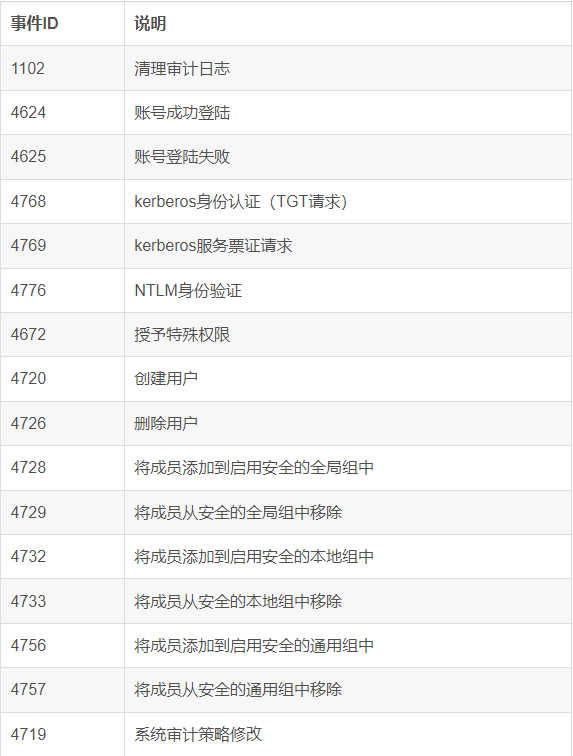 事件ID 说明
1102 清理审计日志
4624 账号成功登陆
4625 账号登陆失败
4768 kerberos身份认证（TGT请求）
4769 kerberos服务票证请求
4776 NTLM身份验证
4672 授予特殊权限
4720 创建用户
4726 删除用户
4728 将成员添加到启用安全的全局组中
4729 将成员从安全的全局组中移除
4732 将成员添加到启用安全的本地组中
4733 将成员从安全的本地组中移除
4756 将成员添加到启用安全的通用组中
4757 将成员从安全的通用组中移除
4719 系统审计策略修改